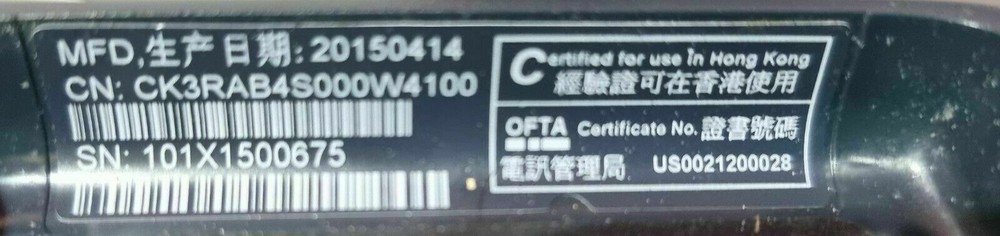 MFD,生产日期:20150414
CN: CK3RAB4S000W4100
SN: 101X1500675
Certified for use in Hong Kong
經驗證可在香港使用
OFTA Certificate No. 證書號碼
電訊管理局 US0021200028